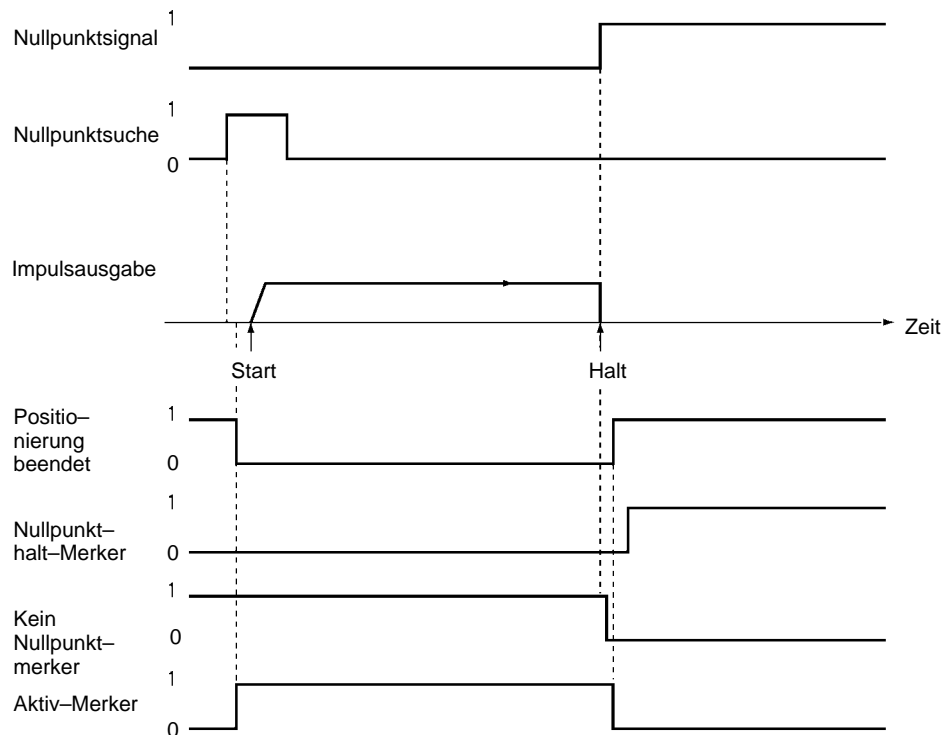 1
Nullpunktsignal
1
Nullpunktsuche
0
Impulsausgabe
Zeit
Start
Halt
Positio–
nierung
beendet
1
0
1
Nullpunkt–
halt–Merker
0
1
Kein
Nullpunkt–
merker
0
1
Aktiv–Merker
0